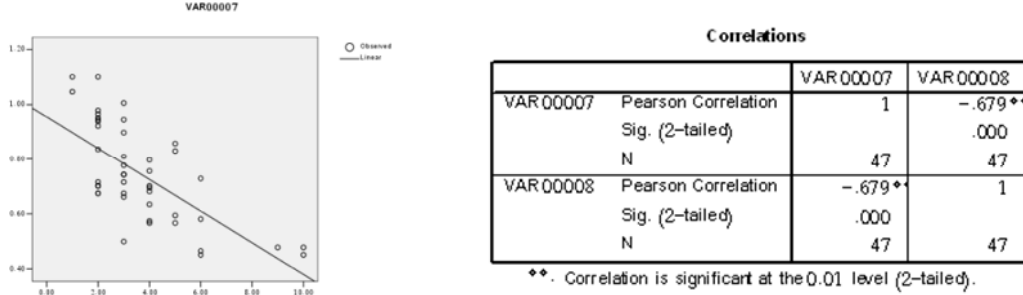 VAR00007
1.20
1.00
0.80
0.60
0.40
0.00 2.00 4.00 6.00 8.00 10.00
Observed
Linear
Correlations
VAR00007 VAR00008
VAR00007 Pearson Correlation 1 -.679**
Sig. (2-tailed) .000
N 47 47
VAR00008 Pearson Correlation -.679** 1
Sig. (2-tailed) .000
N 47 47
**. Correlation is significant at the 0.01 level (2-tailed).